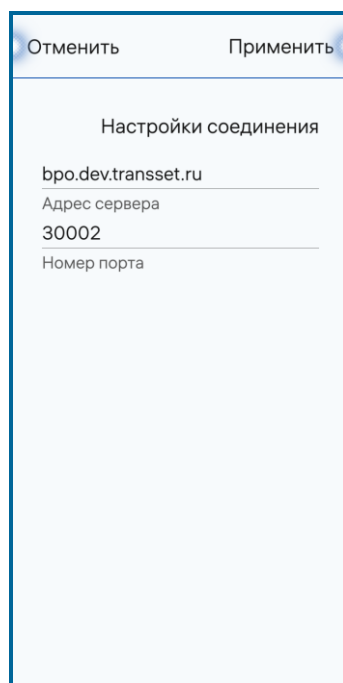 Отменить Применить
Настройки соединения
bpo.dev.transset.ru
Адрес сервера
30002
Номер порта